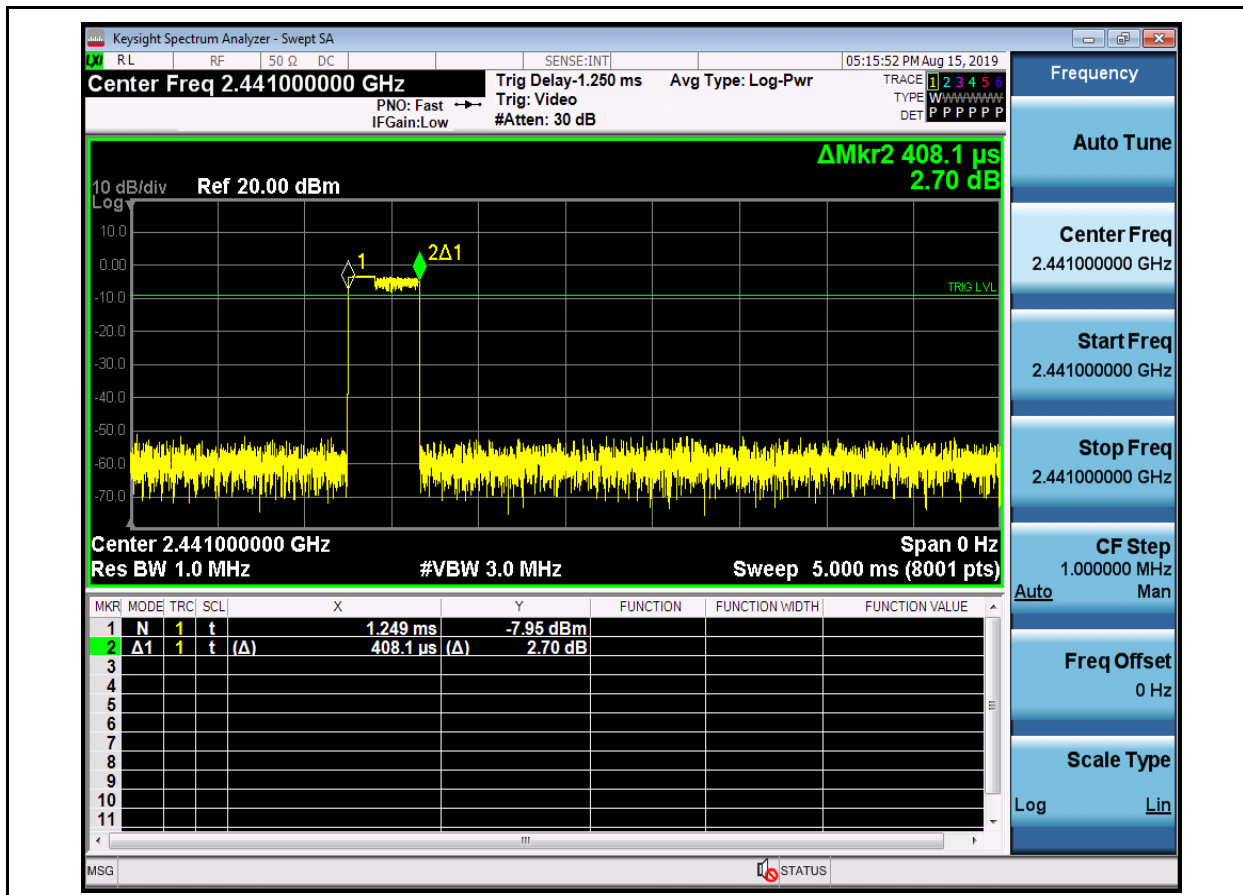 Keysight Spectrum Analyzer - Swept SA
LXI RL RF 50 Ω DC SENSE:INT 05:15:52 PM Aug 15, 2019
Center Freq 2.441000000 GHz
PNO: Fast
IFGain:Low
Trig Delay-1.250 ms
Trig: Video
#Atten: 30 dB
Avg Type: Log-Pwr
TRACE 1 2 3 4 5 6
TYPE WWWWWW
DET P P P P P P
ΔMkr2 408.1 µs
2.70 dB
10 dB/div Ref 20.00 dBm
Log
10.0
0.00
-10.0
-20.0
-30.0
-40.0
-50.0
-60.0
-70.0
1
2Δ1
TRIG LVL
Center 2.441000000 GHz Span 0 Hz
Res BW 1.0 MHz #VBW 3.0 MHz Sweep 5.000 ms (8001 pts)
MKR MODE TRC SCL X Y FUNCTION FUNCTION WIDTH FUNCTION VALUE
1 N 1 t 1.249 ms -7.95 dBm
2 Δ1 1 t (Δ) 408.1 µs (Δ) 2.70 dB
3
4
5
6
7
8
9
10
11
MSG STATUS
Frequency
Auto Tune
Center Freq
2.441000000 GHz
Start Freq
2.441000000 GHz
Stop Freq
2.441000000 GHz
CF Step
1.000000 MHz
Auto Man
Freq Offset
0 Hz
Scale Type
Log Lin